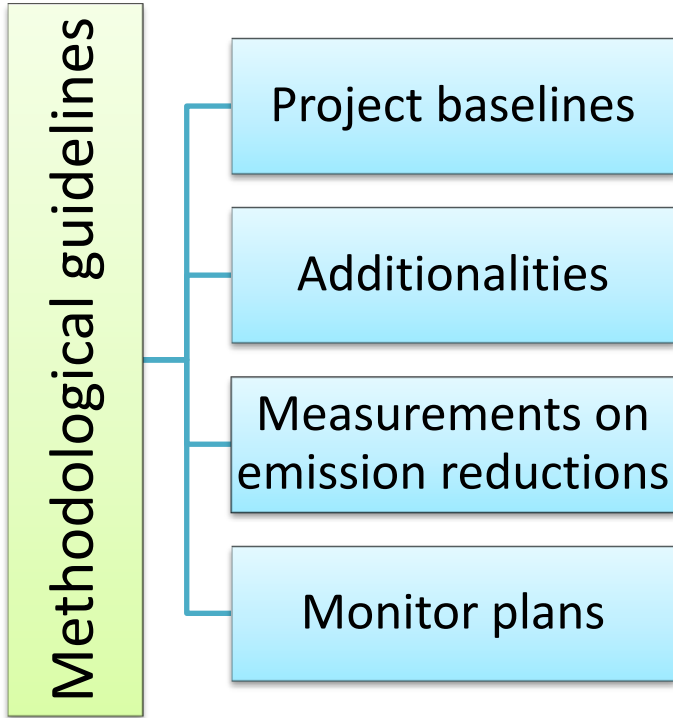 Methodological guidelines
Project baselines
Additionalities
Measurements on
emission reductions
Monitor plans